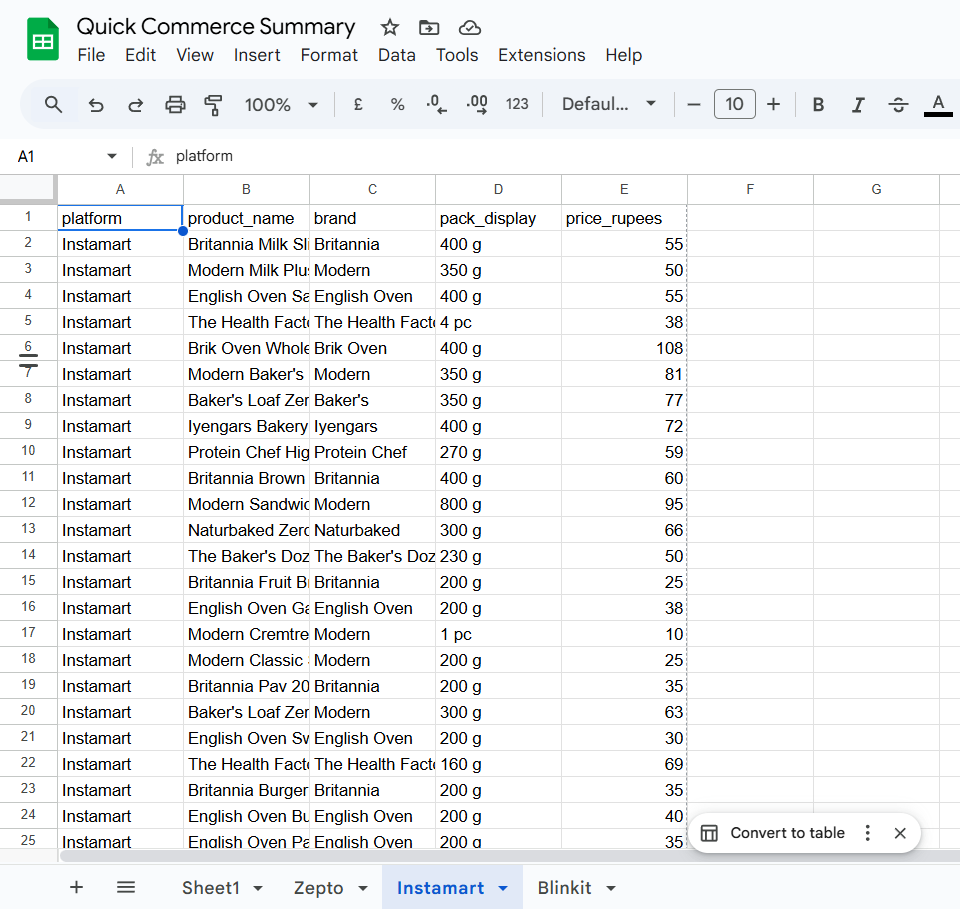 Quick Commerce Summary
File Edit View Insert Format Data Tools Extensions Help
100% £ % .0 .00 123 Defaul... 10 B I S A
A1 fx platform
A B C D E F G
1 platform product_name brand pack_display price_rupees
2 Instamart Britannia Milk Sli Britannia 400 g 55
3 Instamart Modern Milk Plus Modern 350 g 50
4 Instamart English Oven Sa English Oven 400 g 55
5 Instamart The Health Facto The Health Facto 4 pc 38
6 Instamart Brik Oven Whole Brik Oven 400 g 108
7 Instamart Modern Baker's Modern 350 g 81
8 Instamart Baker's Loaf Zer Baker's 350 g 77
9 Instamart Iyengars Bakery Iyengars 400 g 72
10 Instamart Protein Chef Hig Protein Chef 270 g 59
11 Instamart Britannia Brown Britannia 400 g 60
12 Instamart Modern Sandwic Modern 800 g 95
13 Instamart Naturbaked Zero Naturbaked 300 g 66
14 Instamart The Baker's Doz The Baker's Doz 230 g 50
15 Instamart Britannia Fruit Br Britannia 200 g 25
16 Instamart English Oven Ga English Oven 200 g 38
17 Instamart Modern Cremtre Modern 1 pc 10
18 Instamart Modern Classic Modern 200 g 25
19 Instamart Britannia Pav 20 Britannia 200 g 35
20 Instamart Baker's Loaf Zer Modern 300 g 63
21 Instamart English Oven Sw English Oven 200 g 30
22 Instamart The Health Facto The Health Facto 160 g 69
23 Instamart Britannia Burger Britannia 200 g 35
24 Instamart English Oven Bu English Oven 200 g 40
25 Instamart English Oven Pa English Oven 200 g 35
Convert to table
Sheet1 Zepto Instamart Blinkit